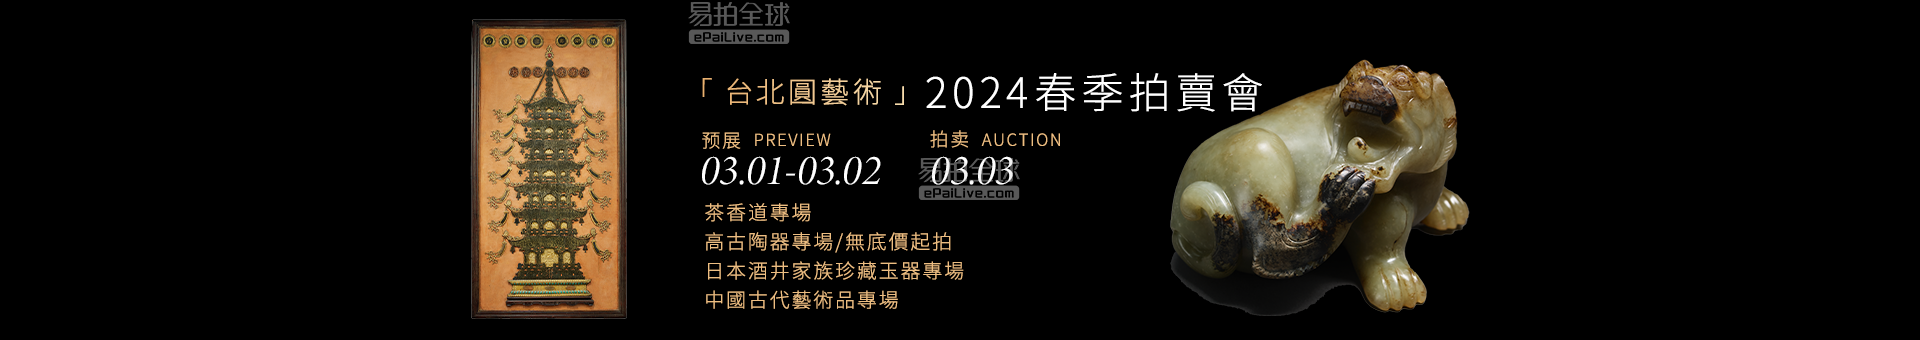 易拍全球
ePaiLive.com
「台北圓藝術」2024春季拍賣會
预展 PREVIEW 拍卖 AUCTION
03.01-03.02 03.03
易拍全球
ePaiLive.com
茶香道專場
高古陶器專場/無底價起拍
日本酒井家族珍藏玉器專場
中國古代藝術品專場